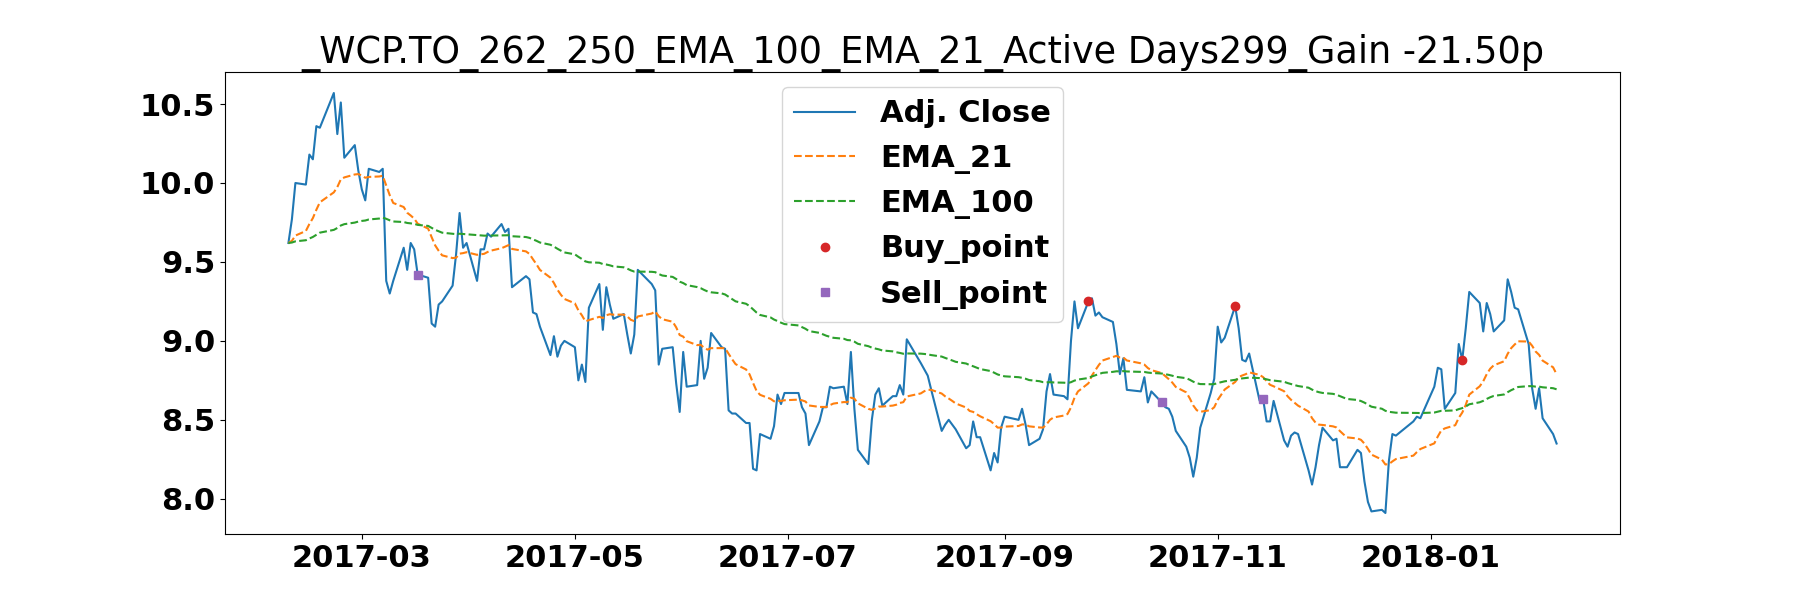 _WCP.TO_262_250_EMA_100_EMA_21_Active Days299_Gain -21.50p
10.5
10.0
9.5
9.0
8.5
8.0
Adj. Close
EMA_21
EMA_100
Buy_point
Sell_point
2017-03 2017-05 2017-07 2017-09 2017-11 2018-01